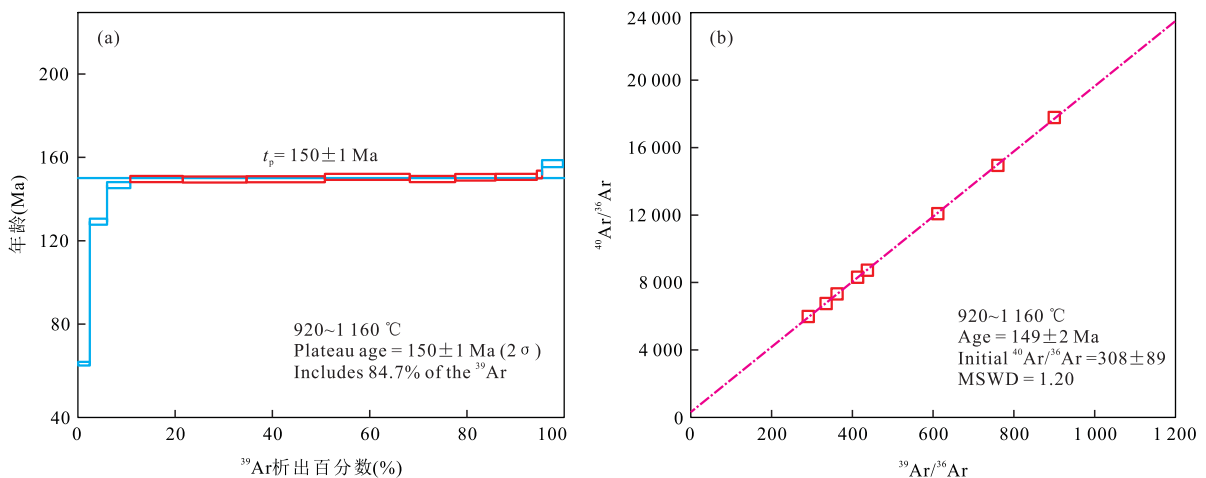 (a)
200
160
120
80
40
年龄(Ma)
tₚ= 150±1 Ma
920~1 160 ℃
Plateau age = 150±1 Ma (2 σ)
Includes 84.7% of the ³⁹Ar
0
20
40
60
80
100
³⁹Ar析出百分数(%)
(b)
24 000
20 000
16 000
12 000
8 000
4 000
0
⁴⁰Ar/³⁶Ar
920~1 160 ℃
Age = 149±2 Ma
Initial ⁴⁰Ar/³⁶Ar =308±89
MSWD = 1.20
0
200
400
600
800
1 000
1 200
³⁹Ar/³⁶Ar